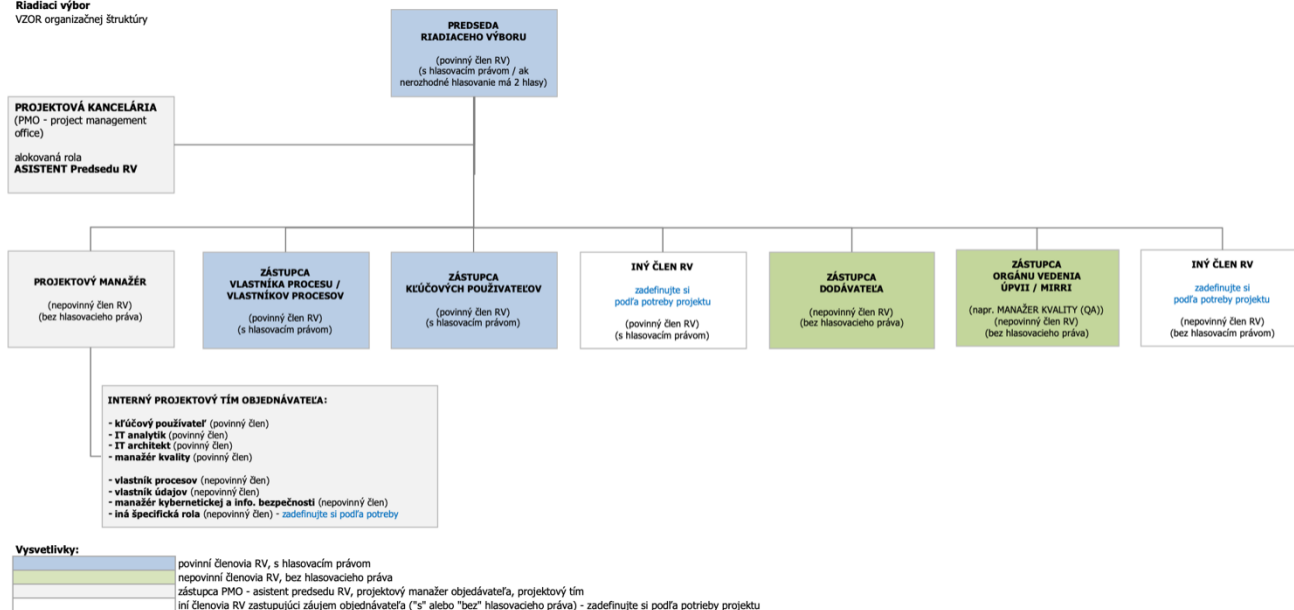 Riadiaci výbor
VZOR organizačnej štruktúry
PREDSEDA
RIADIACEHO VÝBORU
(povinný člen RV)
(s hlasovacím právom / ak
nerozhodné hlasovanie má 2 hlasy)
PROJEKTOVÁ KANCELÁRIA
(PMO - project management
office)
alokovaná rola
ASISTENT Predsedu RV
PROJEKTOVÝ MANAŽÉR
(nepovinný člen RV)
(bez hlasovacieho práva)
ZÁSTUPCA
VLASTNÍKA PROCESU /
VLASTNÍKOV PROCESOV
(povinný člen RV)
(s hlasovacím právom)
ZÁSTUPCA
KĽÚČOVÝCH POUŽIVATEĽOV
(povinný člen RV)
(s hlasovacím právom)
INÝ ČLEN RV
zadefinujte si
podľa potreby projektu
(povinný člen RV)
(s hlasovacím právom)
ZÁSTUPCA
DODÁVATEĽA
(nepovinný člen RV)
(bez hlasovacieho práva)
ZÁSTUPCA
ORGÁNU VEDENIA
ÚPVII / MIRRI
(napr. MANAŽER KVALITY (QA))
(nepovinný člen RV)
(bez hlasovacieho práva)
INÝ ČLEN RV
zadefinujte si
podľa potreby projektu
(nepovinný člen RV)
(bez hlasovacieho právom)
INTERNÝ PROJEKTOVÝ TÍM OBJEDNÁVATEĽA:
- kľúčový používateľ (povinný člen)
- IT analytik (povinný člen)
- IT architekt (povinný člen)
- manažér kvality (povinný člen)
- vlastník procesov (nepovinný člen)
- vlastník údajov (nepovinný člen)
- manažér kybernetickej a info. bezpečnosti (nepovinný člen)
- iná špecifická rola (nepovinný člen) - zadefinujte si podľa potreby
Vysvetlivky:
povinní členovia RV, s hlasovacím právom
nepovinní členovia RV, bez hlasovacieho práva
zástupca PMO - asistent predsedu RV, projektový manažer objedávateľa, projektový tím
iní členovia RV zastupujúci záujem objednávateľa ("s" alebo "bez" hlasovacieho práva) - zadefinujte si podľa potrieby projektu